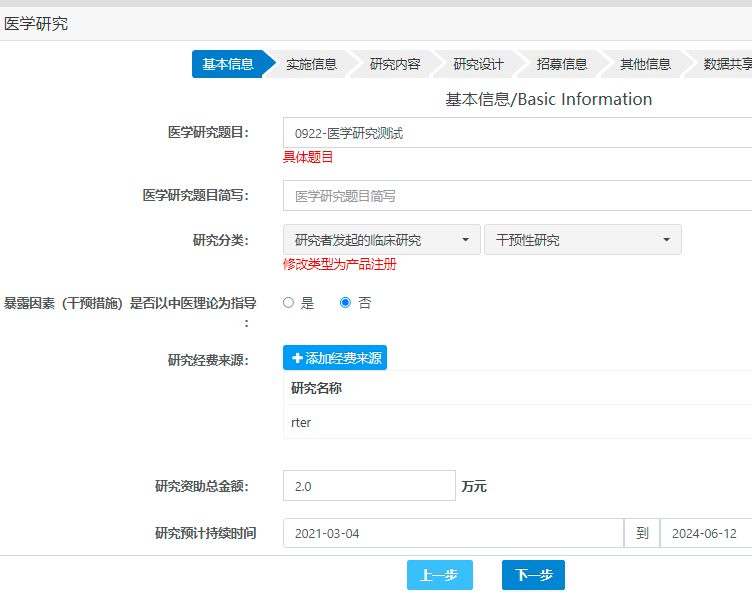 医学研究
基本信息 实施信息 研究内容 研究设计 招募信息 其他信息 数据共享
基本信息/Basic Information
医学研究题目： 0922-医学研究测试
具体题目
医学研究题目简写： 医学研究题目简写
研究分类： 研究者发起的临床研究 干预性研究
修改类型为产品注册
暴露因素（干预措施）是否以中医理论为指导 是 否
：
研究经费来源： 添加经费来源
研究名称
rter
研究资助总金额： 2.0 万元
研究预计持续时间 2021-03-04 到 2024-06-12
上一步 下一步